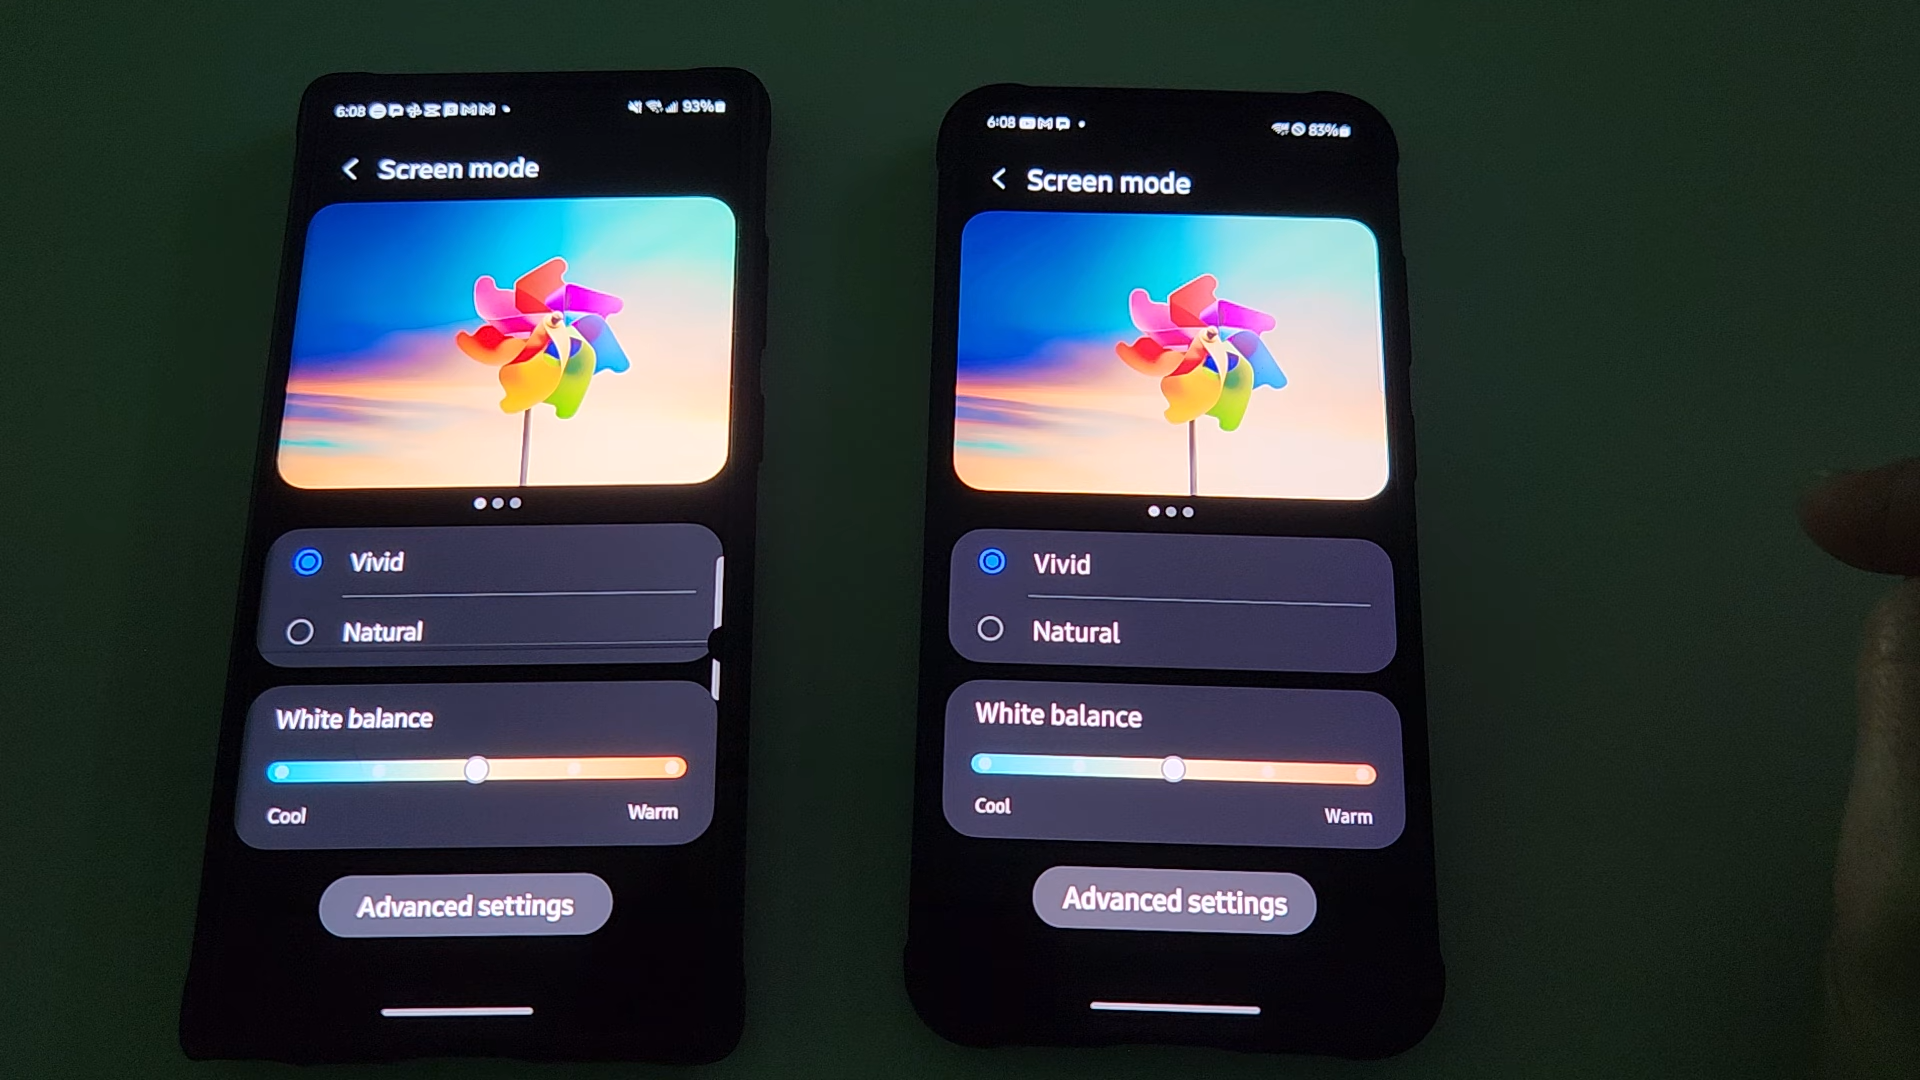 6:08
93%
Screen mode
Vivid
Natural
White balance
Cool
Warm
Advanced settings
6:08
83%
Screen mode
Vivid
Natural
White balance
Cool
Warm
Advanced settings